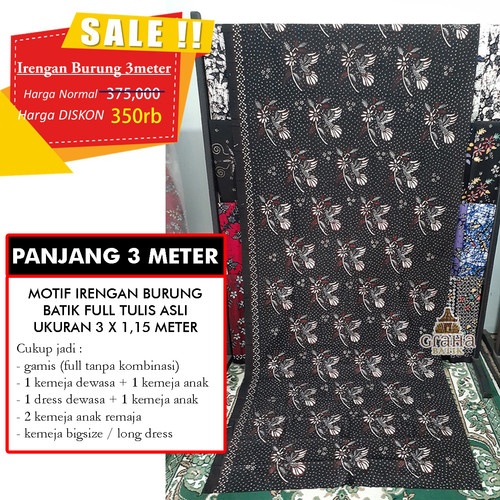 SALE !!
Irengan Burung 3meter
Harga Normal 375,000
Harga DISKON 350rb
PANJANG 3 METER
MOTIF IRENGAN BURUNG
BATIK FULL TULIS ASLI
UKURAN 3 X 1,15 METER
Cukup jadi :
- gamis (full tanpa kombinasi)
- 1 kemeja dewasa + 1 kemeja anak
- 1 dress dewasa + 1 kemeja anak
- 2 kemeja anak remaja
- kemeja bigsize / long dress
GRAHA
BATIK